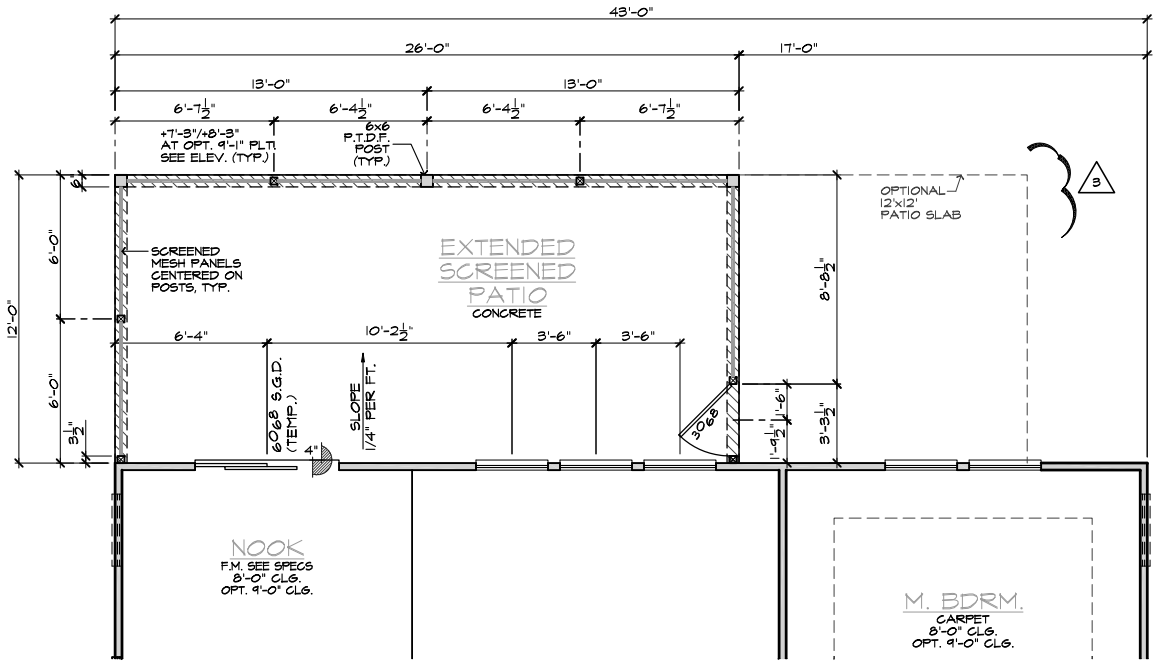 43'-0"
26'-0"
17'-0"
13'-0"
13'-0"
6'-7½"
6'-4½"
6'-4½"
6'-7½"
+7'-3"/+8'-3"
AT OPT. 9'-1" PLT.
SEE ELEV. (TYP.)
6x6
P.T.D.F.
POST
(TYP.)
6"
OPTIONAL
12'x12'
PATIO SLAB
3
SCREENED
MESH PANELS
CENTERED ON
POSTS, TYP.
EXTENDED
SCREENED
PATIO
CONCRETE
6'-0"
12'-0"
6'-0"
3½"
8'-8½"
6'-4"
10'-2½"
3'-6"
3'-6"
6068 S.G.D.
(TEMP.)
SLOPE
1/4" PER FT.
4"
3068
1'-6"
1'-9½"
3'-3½"
NOOK
F.M. SEE SPECS
8'-0" CLG.
OPT. 9'-0" CLG.
M. BDRM.
CARPET
8'-0" CLG.
OPT. 9'-0" CLG.